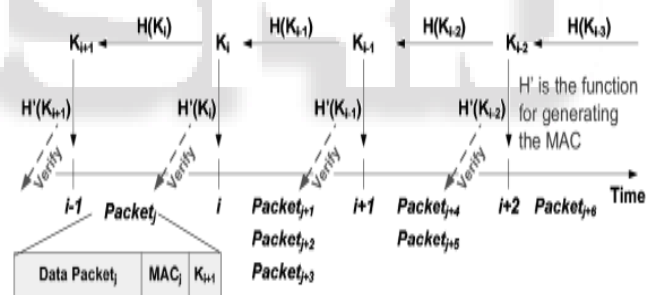 H(Kᵢ) H(Kᵢ₋₁) H(Kᵢ₋₂) H(Kᵢ₋₃)
Kᵢ₊₁ Kᵢ Kᵢ₋₁ Kᵢ₋₂
H' is the function
for generating
the MAC
H'(Kᵢ₊₁) H'(Kᵢ) H'(Kᵢ₋₁) H'(Kᵢ₋₂)
Verify Verify Verify Verify
Time
i-1 Packetⱼ i Packetⱼ₊₁ i+1 Packetⱼ₊₄ i+2 Packetⱼ₊₆
Packetⱼ₊₂ Packetⱼ₊₅
Packetⱼ₊₃
Data Packetⱼ MACⱼ Kᵢ₊₁